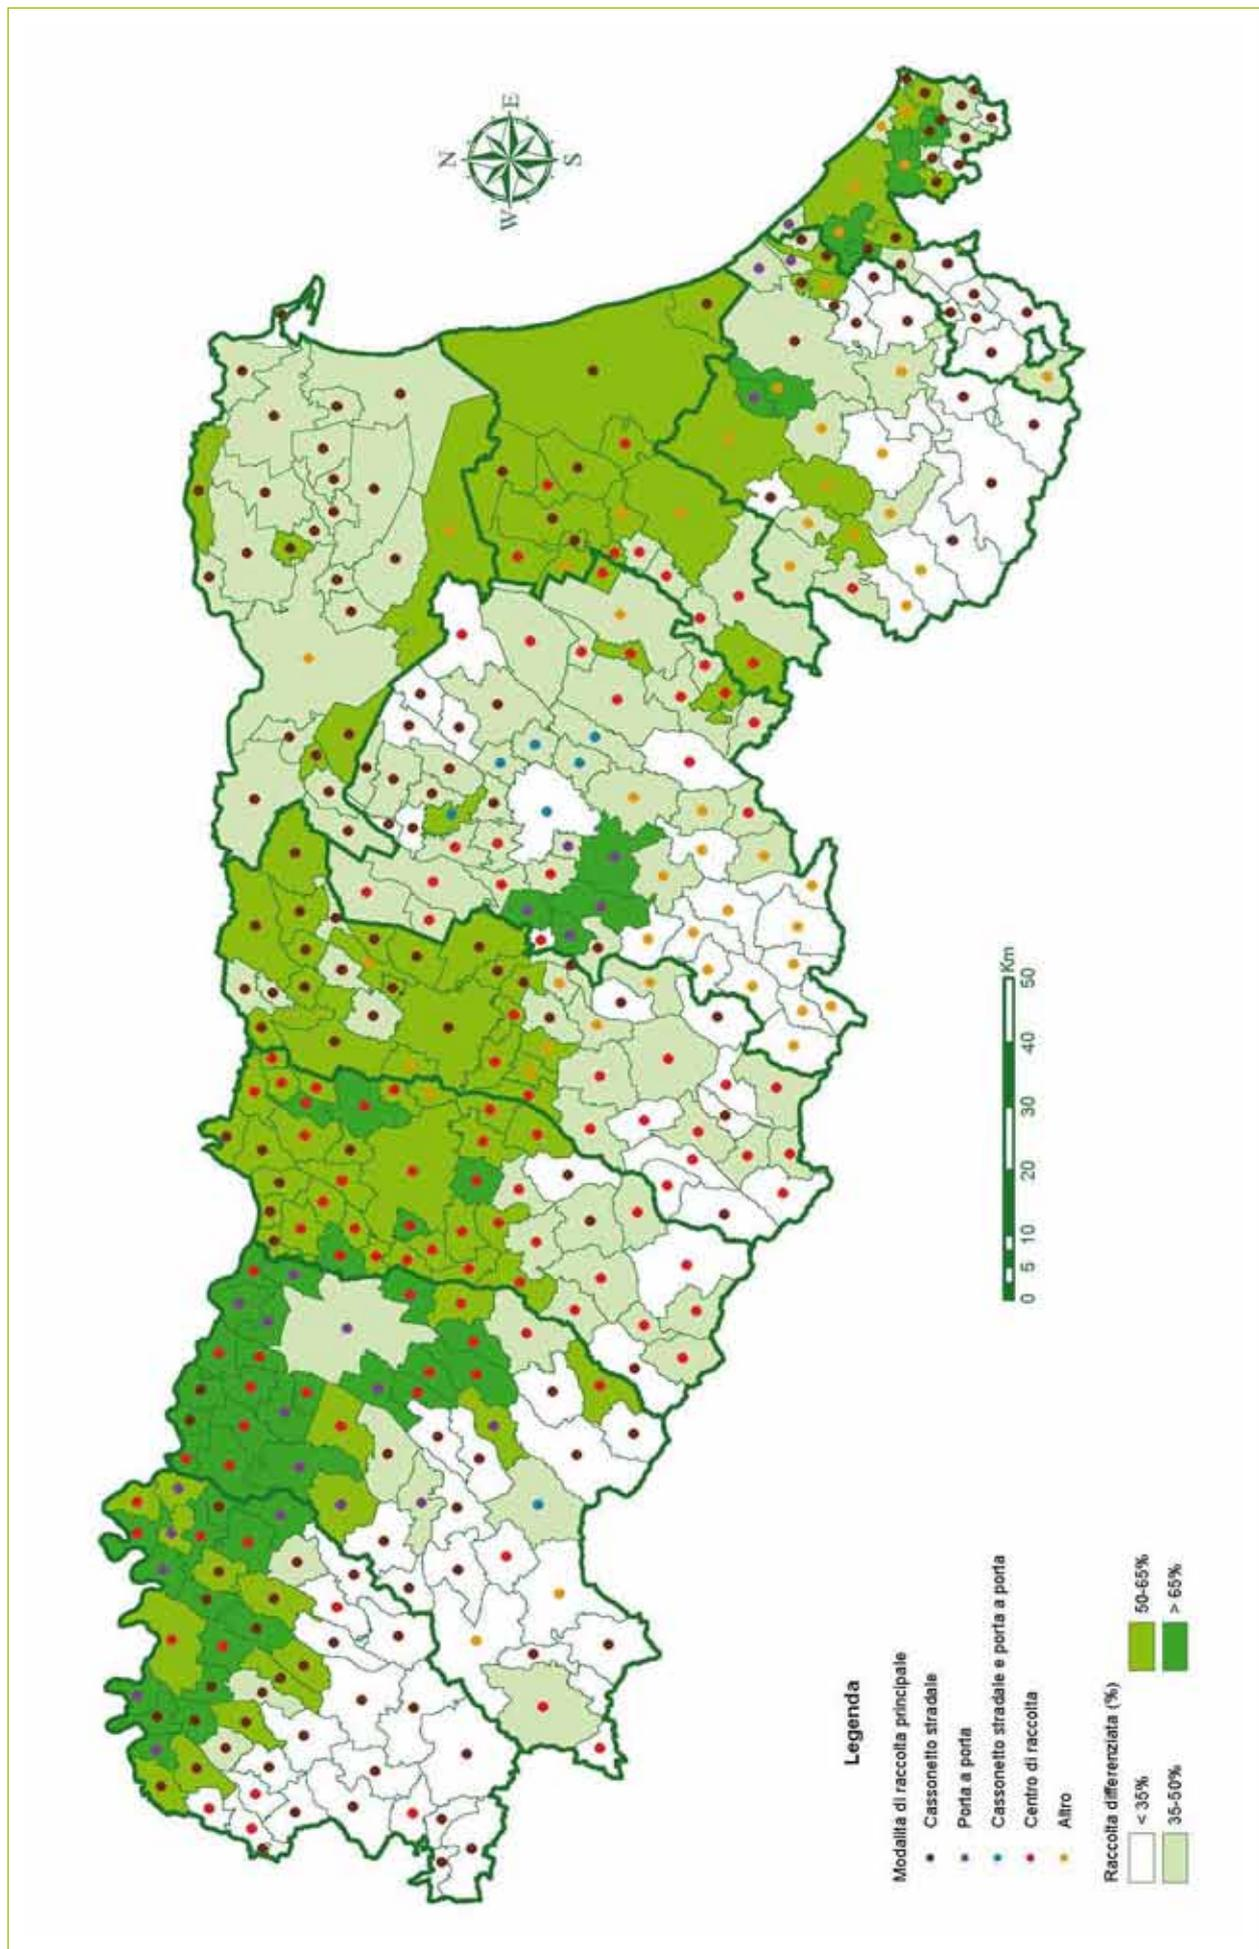 N
W E
S
0 5 10 20 30 40 50 Km
Legenda
Modalita di raccolta principale
Cassonetto stradale
Porta a porta
Cassonetto stradale e porta a porta
Centro di raccolta
Altro
Raccolta differenziata (%)
< 35% 50-65%
35-50% > 65%